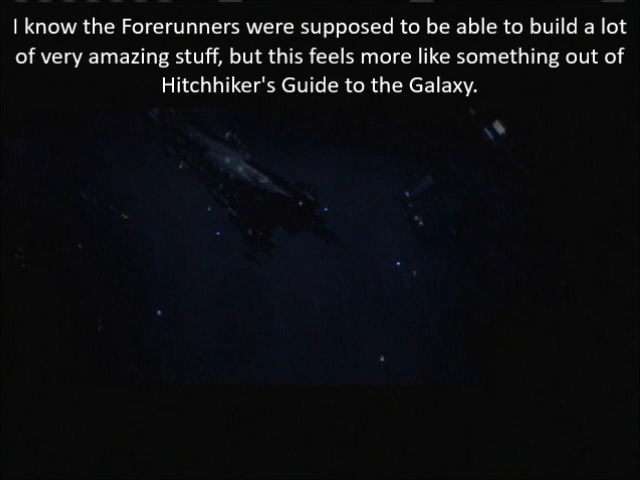 I know the Forerunners were supposed to be able to build a lot
of very amazing stuff, but this feels more like something out of
Hitchhiker's Guide to the Galaxy.